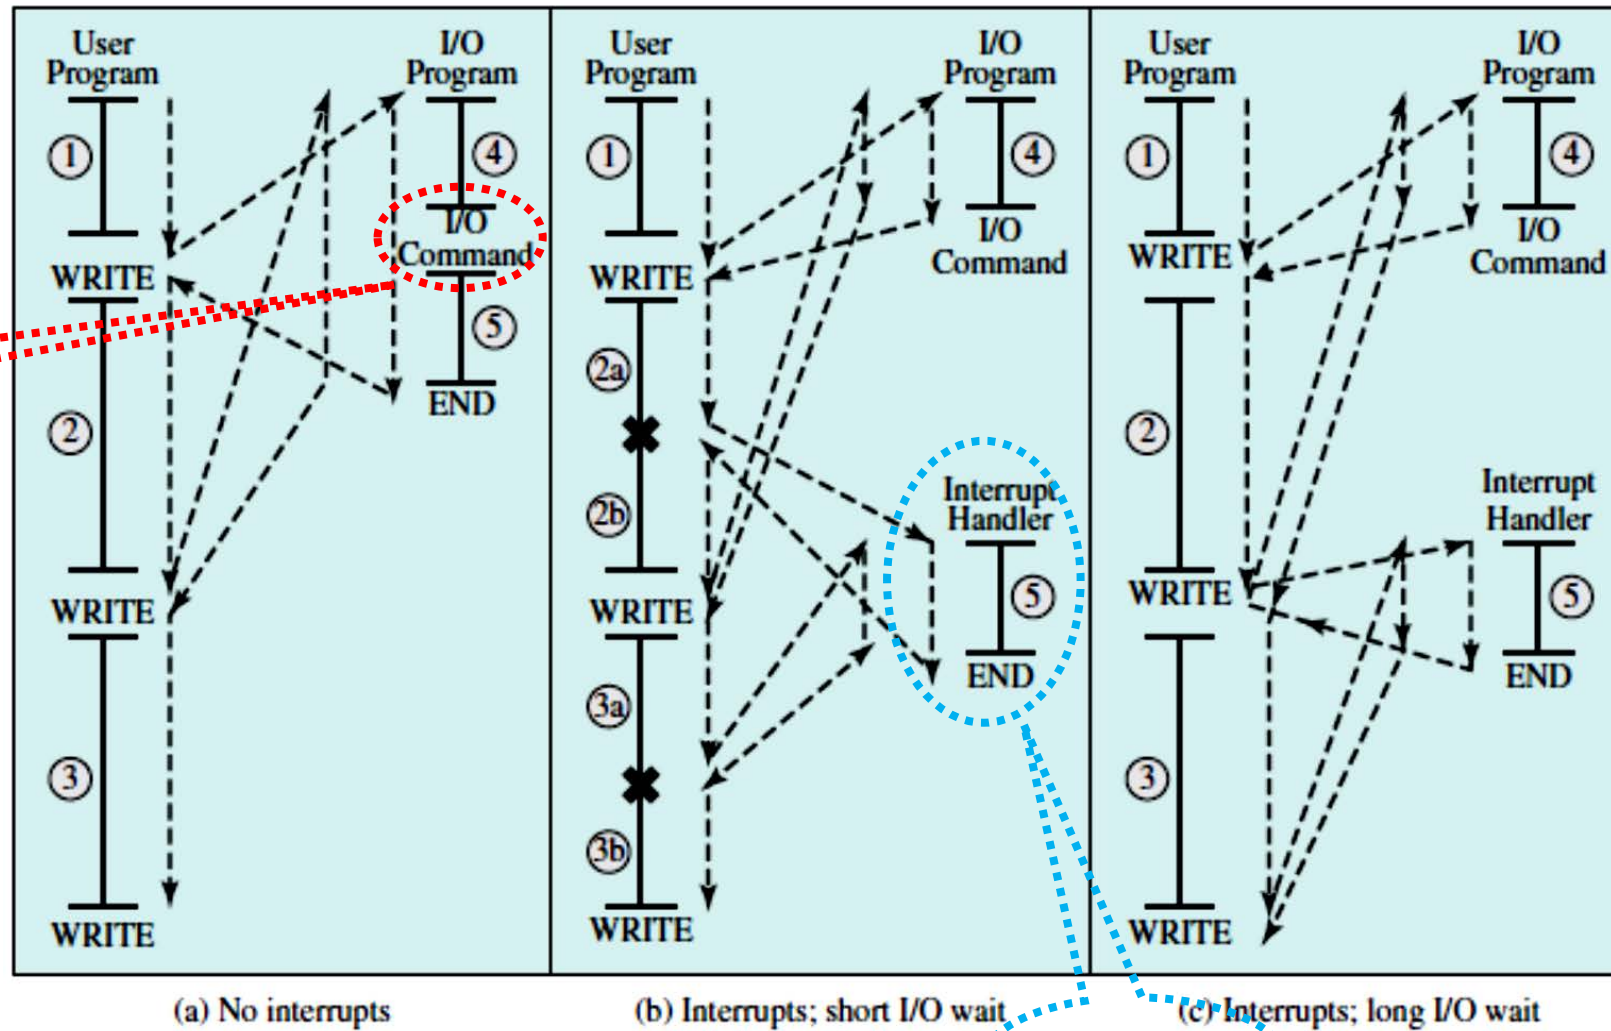 User
Program
I/O
Program
1
4
I/O
Command
WRITE
5
2
END
WRITE
3
WRITE
(a) No interrupts
User
Program
I/O
Program
1
4
I/O
Command
WRITE
2a
2b
Interrupt
Handler
5
WRITE
END
3a
3b
WRITE
(b) Interrupts; short I/O wait
User
Program
I/O
Program
1
4
I/O
Command
WRITE
2
Interrupt
Handler
5
WRITE
END
3
WRITE
(c) Interrupts; long I/O wait